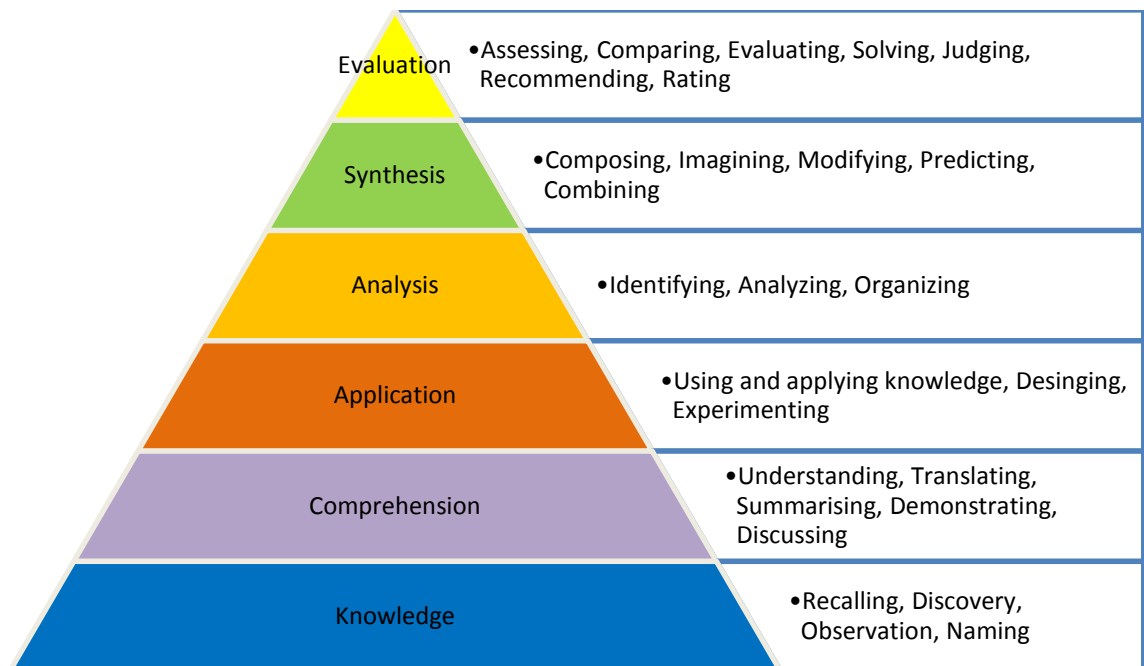 Evaluation
•Assessing, Comparing, Evaluating, Solving, Judging,
Recommending, Rating
Synthesis
•Composing, Imagining, Modifying, Predicting,
Combining
Analysis
•Identifying, Analyzing, Organizing
Application
•Using and applying knowledge, Desinging,
Experimenting
Comprehension
•Understanding, Translating,
Summarising, Demonstrating,
Discussing
Knowledge
•Recalling, Discovery,
Observation, Naming